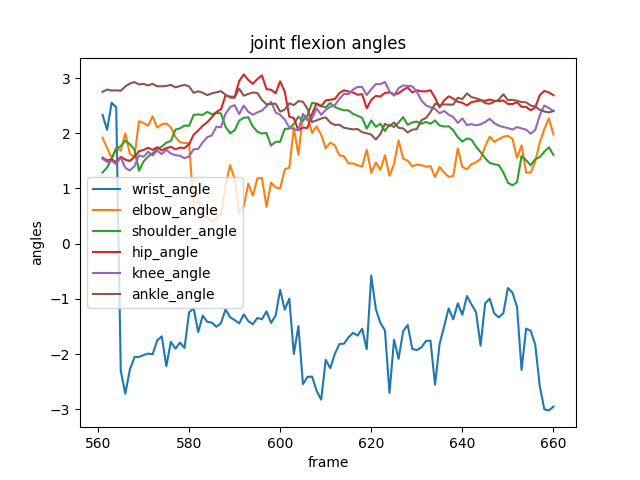 joint flexion angles
angles
3
2
1
0
−1
−2
−3
wrist_angle
elbow_angle
shoulder_angle
hip_angle
knee_angle
ankle_angle
560
580
600
620
640
660
frame